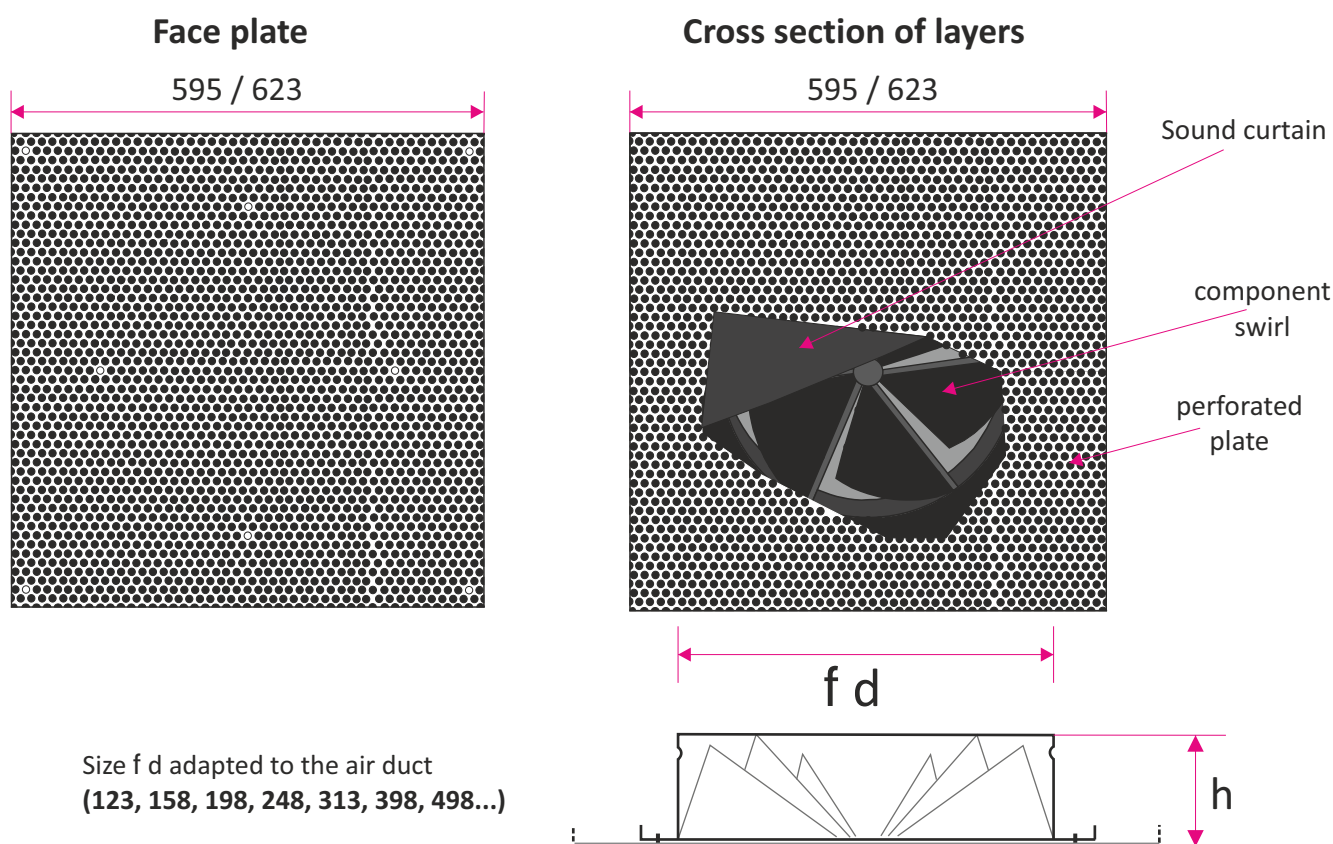 Face plate
595 / 623
Cross section of layers
595 / 623
Sound curtain
component
swirl
perforated
plate
f d
h
Size f d adapted to the air duct
(123, 158, 198, 248, 313, 398, 498...)